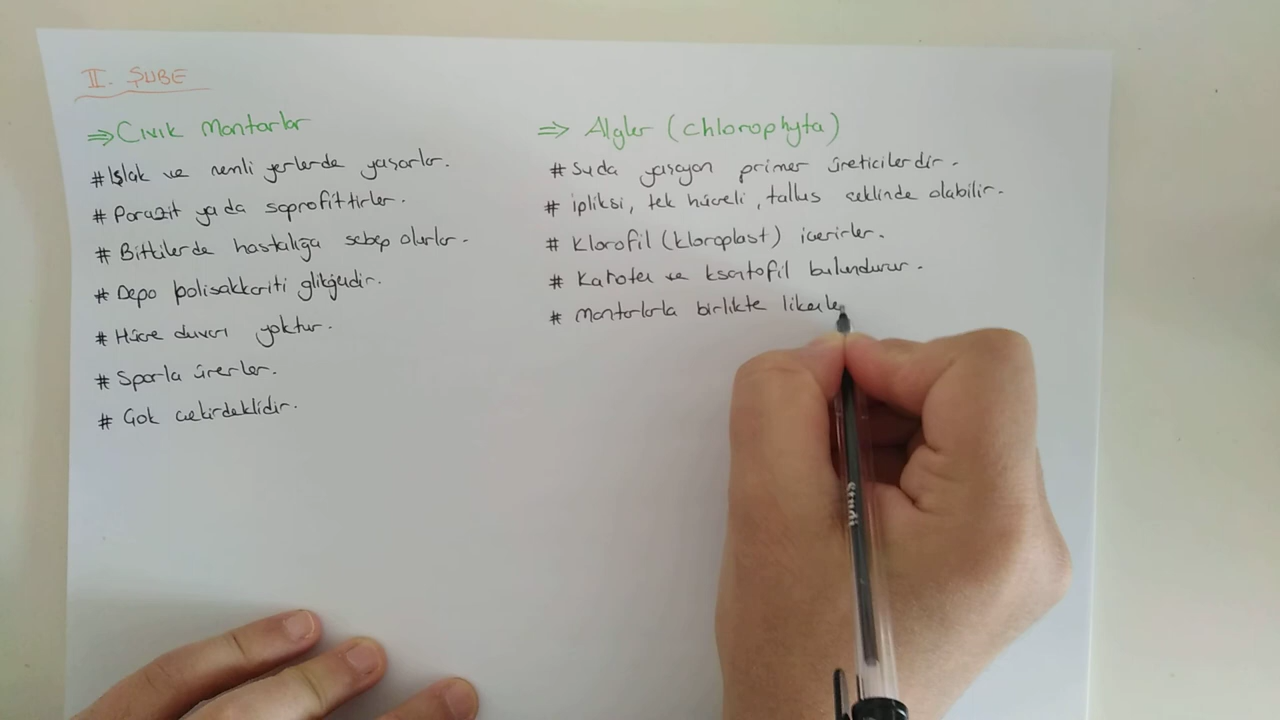 II. ŞUBE
⇒ Cıvık Mantarlar
# Islak ve nemli yerlerde yaşarlar.
# Parazit ya da saprofittirler.
# Bitkilerde hastalığa sebep olurlar.
# Depo polisakkariti glikojendir.
# Hücre duvarı yoktur.
# Sporla ürerler.
# Çok çekirdeklidir.
⇒ Algler (chlorophyta)
# Suda yaşayan primer üreticilerdir.
# ipliksi, tek hücreli, tallus şeklinde olabilir.
# Klorofil (kloroplast) içerirler.
# Karoten ve ksantofil bulundurur.
# Mantarlarla birlikte likenle